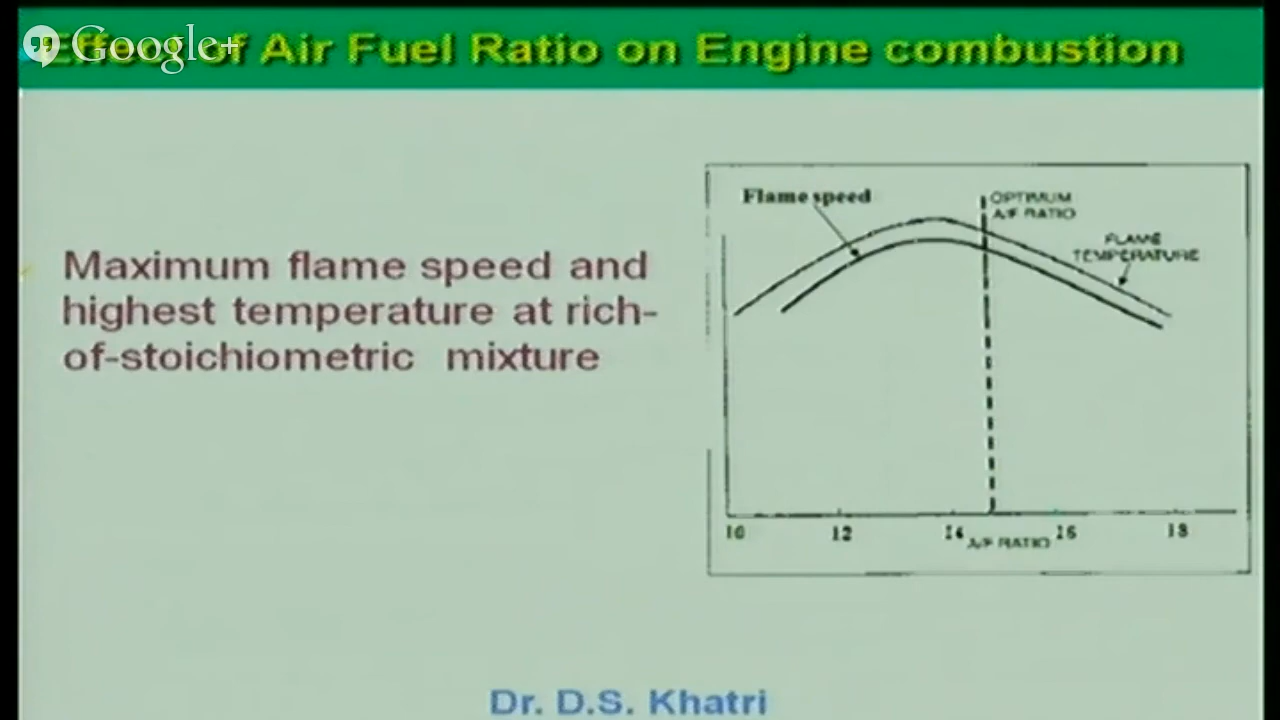 Google+
Effect of Air Fuel Ratio on Engine combustion
Maximum flame speed and
highest temperature at rich-
of-stoichiometric mixture
Flame speed
OPTIMUM
A/F RATIO
FLAME
TEMPERATURE
10 12 14 16 18
A/F RATIO
Dr. D.S. Khatri